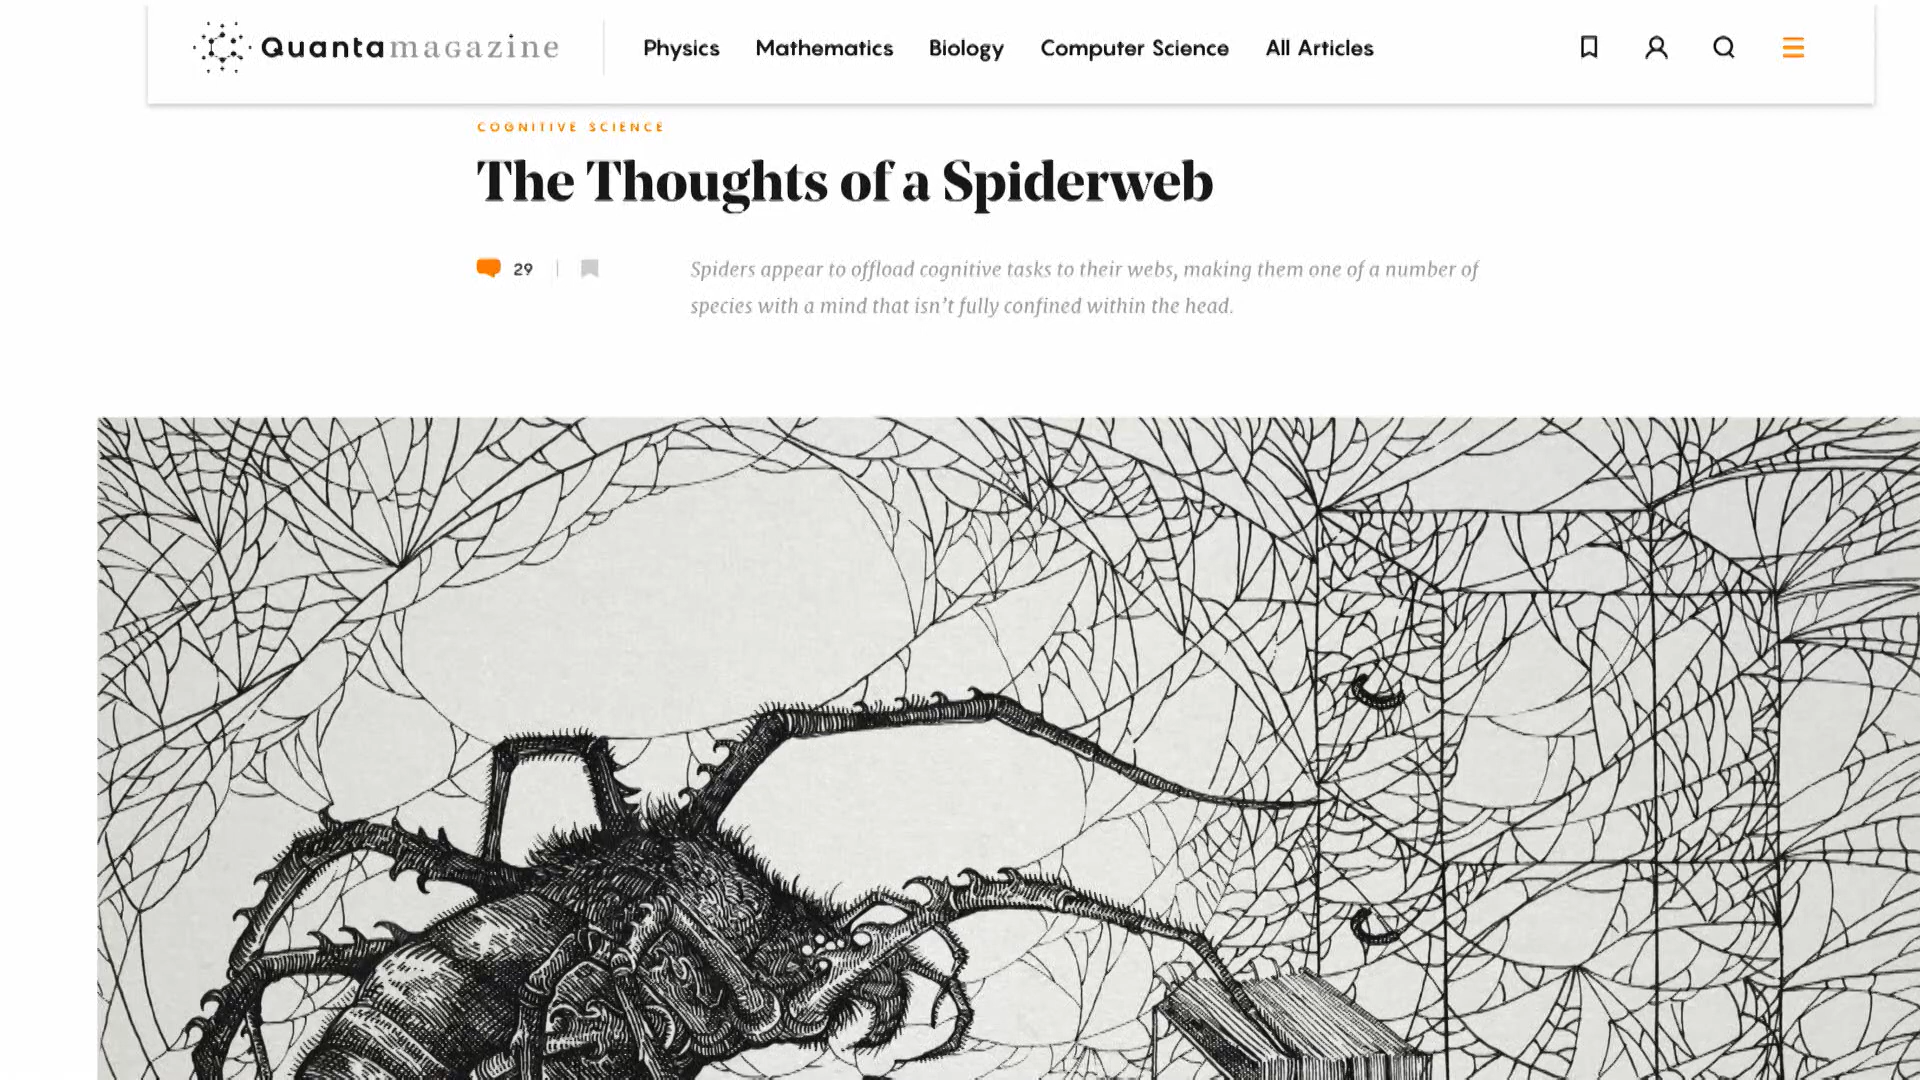 Quantamagazine
Physics Mathematics Biology Computer Science All Articles
COGNITIVE SCIENCE
The Thoughts of a Spiderweb
29
Spiders appear to offload cognitive tasks to their webs, making them one of a number of
species with a mind that isn’t fully confined within the head.